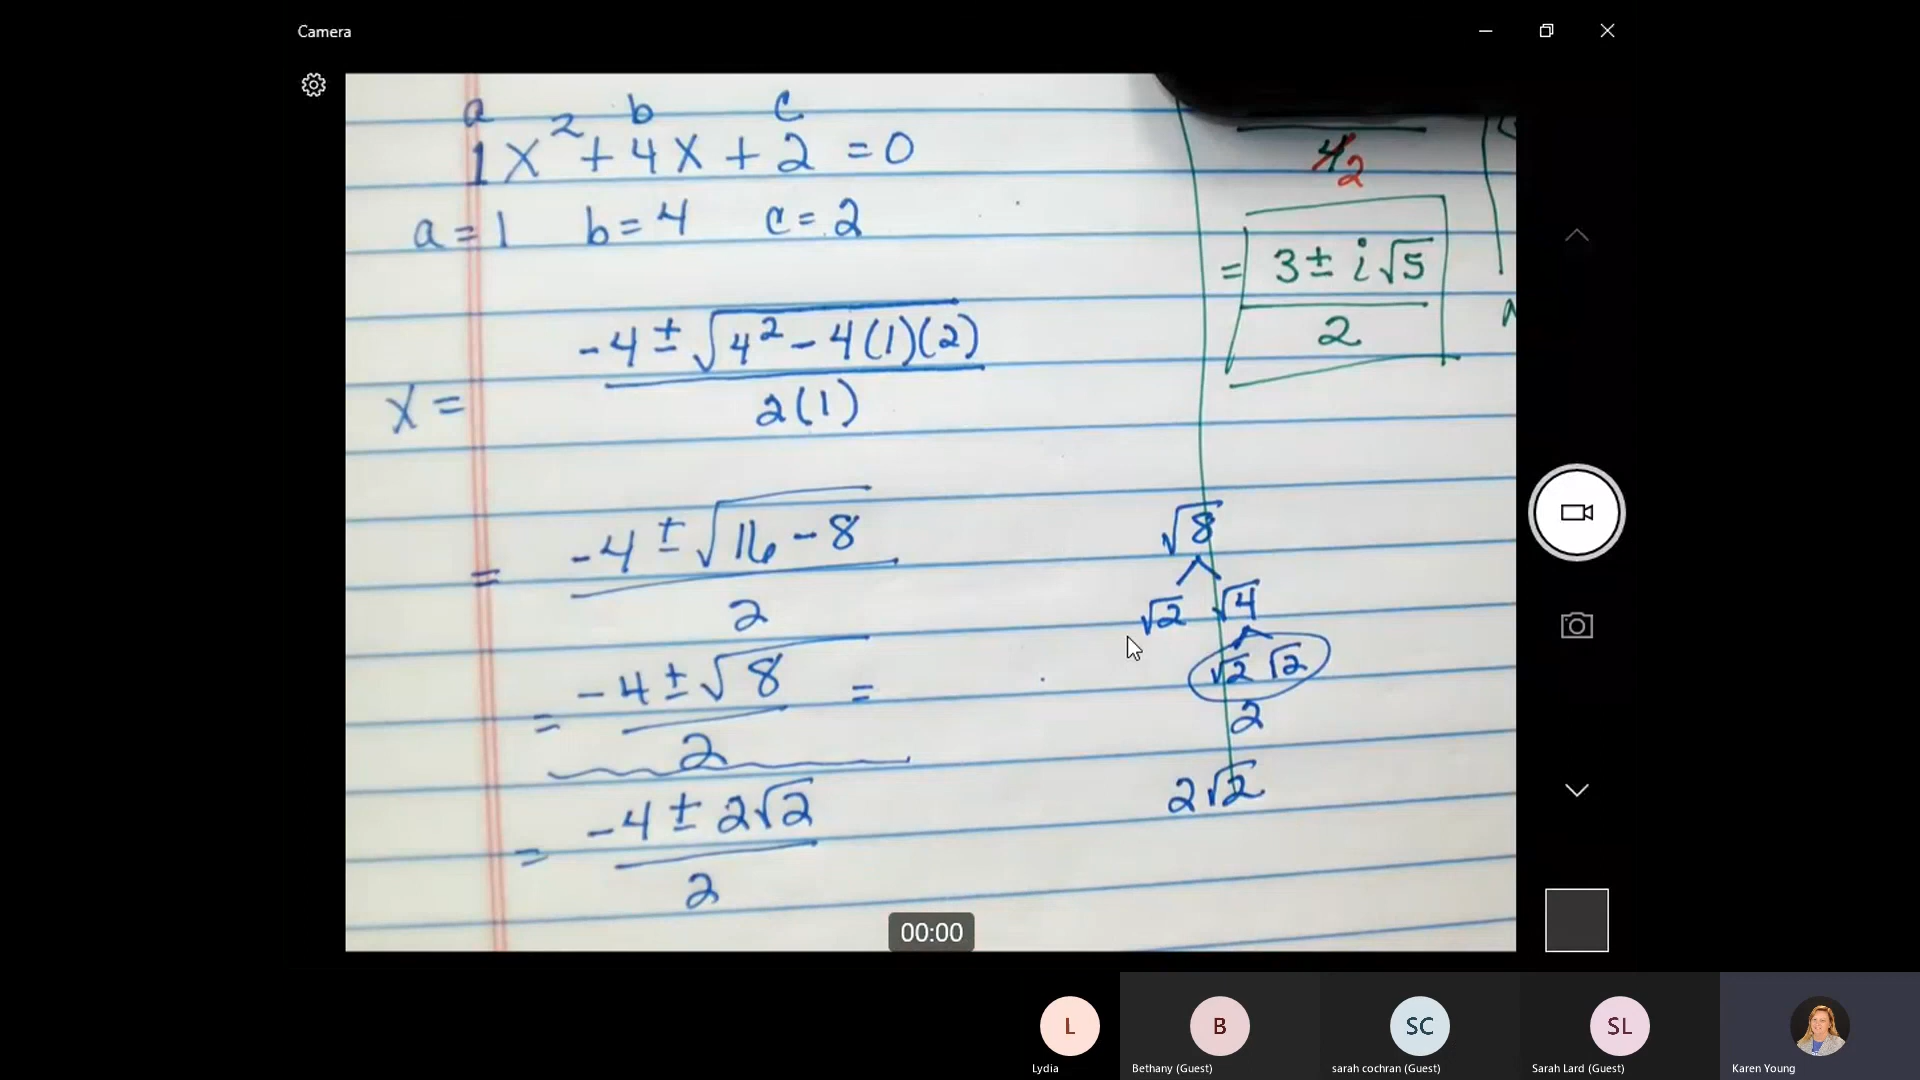 Camera
a b c
1x² + 4x + 2 = 0
a = 1 b = 4 c = 2
x = (-4 ± √(4² - 4(1)(2))) / 2(1)
= (-4 ± √(16 - 8)) / 2
= (-4 ± √8) / 2 =
= (-4 ± 2√2) / 2
4 2
= (3 ± i√5) / 2
√8
√2 √4
√2 √2
2
2√2
00:00
L B SC SL
Lydia Bethany (Guest) sarah cochran (Guest) Sarah Lard (Guest) Karen Young